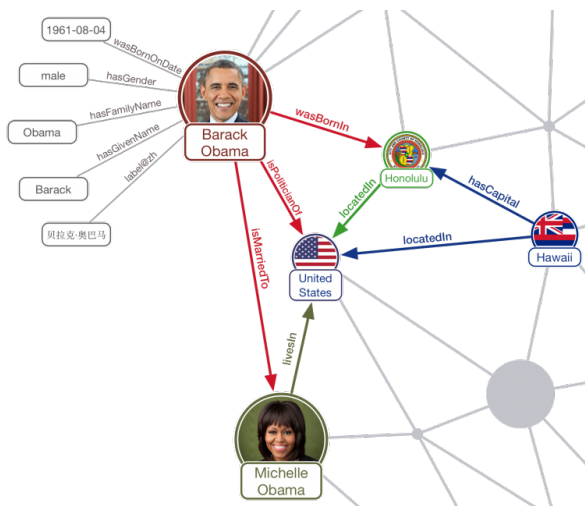 1961-08-04
wasBornOnDate
male
hasGender
hasFamilyName
Obama
hasGivenName
Barack
label@zh
贝拉克·奥巴马
Barack
Obama
wasBornIn
isPoliticianOf
isMarriedTo
Honolulu
locatedIn
hasCapital
locatedIn
Hawaii
United
States
livesIn
Michelle
Obama